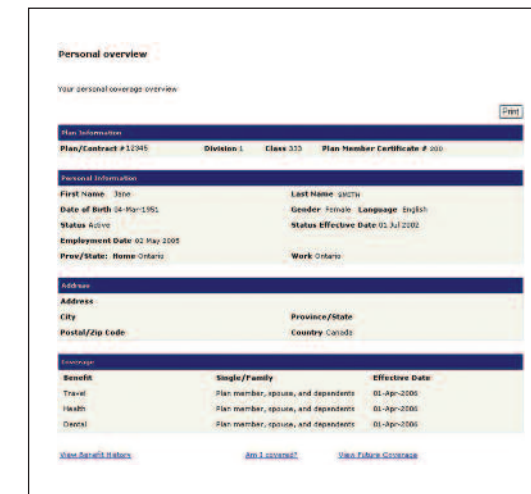 Personal overview
Your personal coverage overview
Print
Plan Information
Plan/Contract #12945 Division 1 Class 333 Plan Member Certificate #
Personal Information
First Name Jane Last Name SMITH
Date of Birth 04-Mar-1951 Gender Female Language English
Status Active Status Effective Date 01 Jul 2002
Employment Date 02 May 2005
Prov/State: Home Ontario Work Ontario
Address
Address
City Province/State
Postal/Zip Code Country Canada
Coverage
Benefit Single/Family Effective Date
Travel Plan member, spouse, and dependents 01-Apr-2006
Health Plan member, spouse, and dependents 01-Apr-2006
Dental Plan member, spouse, and dependents 01-Apr-2006
View Benefit History Am I covered? View Future Coverage